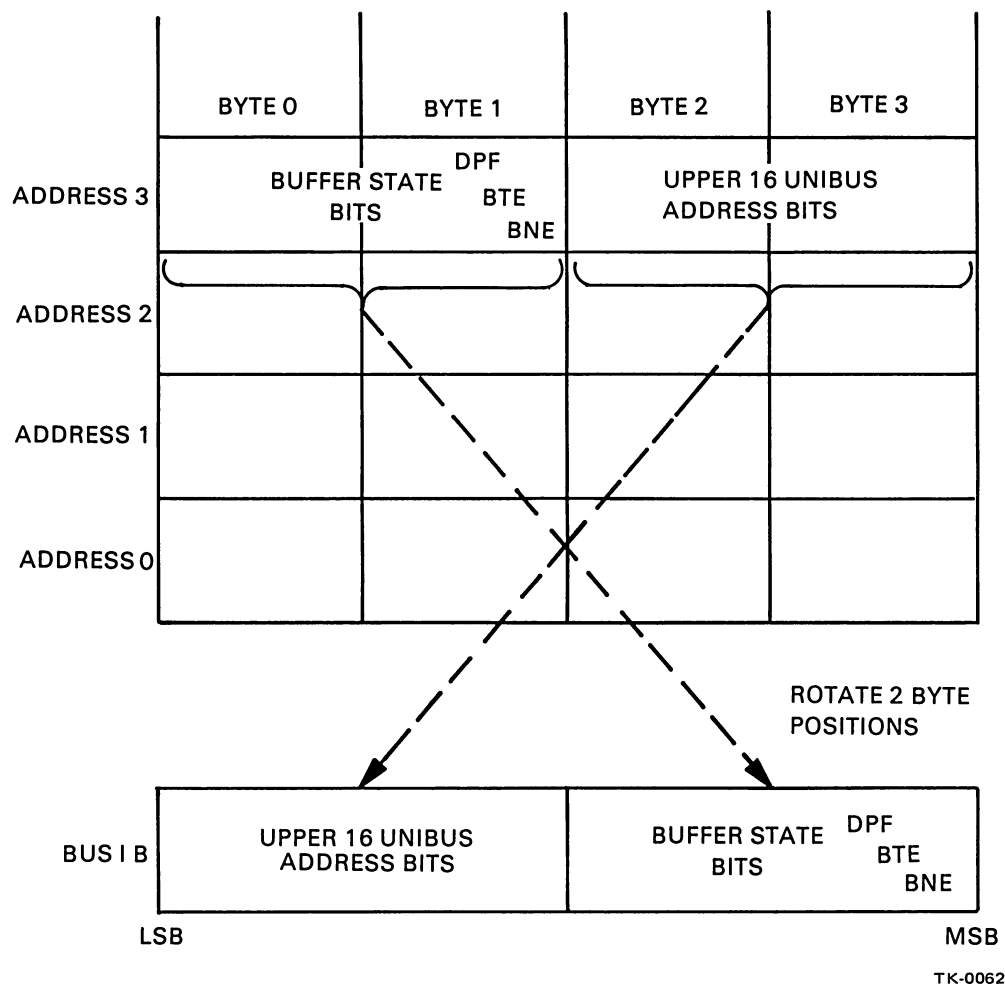 BYTE 0 BYTE 1 BYTE 2 BYTE 3
ADDRESS 3
BUFFER STATE
BITS
DPF
BTE
BNE
UPPER 16 UNIBUS
ADDRESS BITS
ADDRESS 2
ADDRESS 1
ADDRESS 0
ROTATE 2 BYTE
POSITIONS
BUS I B
UPPER 16 UNIBUS
ADDRESS BITS
BUFFER STATE
BITS
DPF
BTE
BNE
LSB MSB
TK-0062